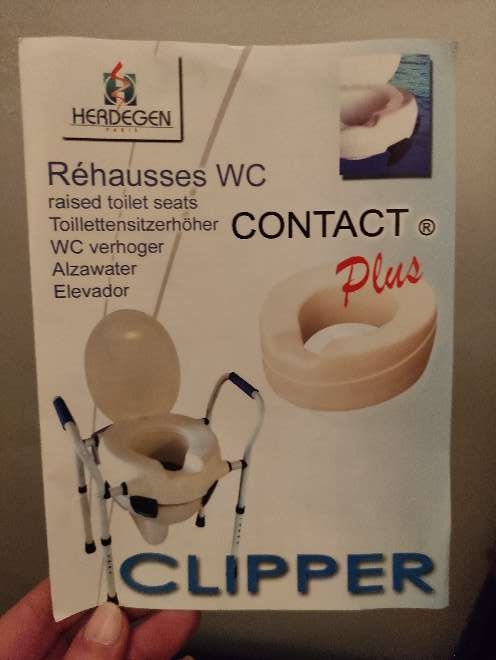 HERDEGEN
PARIS
Réhausses WC
raised toilet seats
Toillettensitzerhöher
WC verhoger
Alzawater
Elevador
CONTACT ®
Plus
CLIPPER